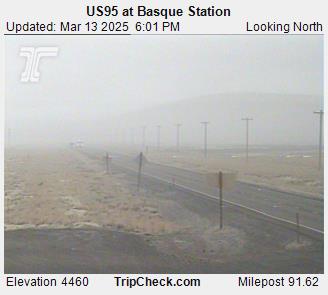 US95 at Basque Station
Updated: Mar 13 2025 6:01 PM Looking North
Elevation 4460 TripCheck.com Milepost 91.62